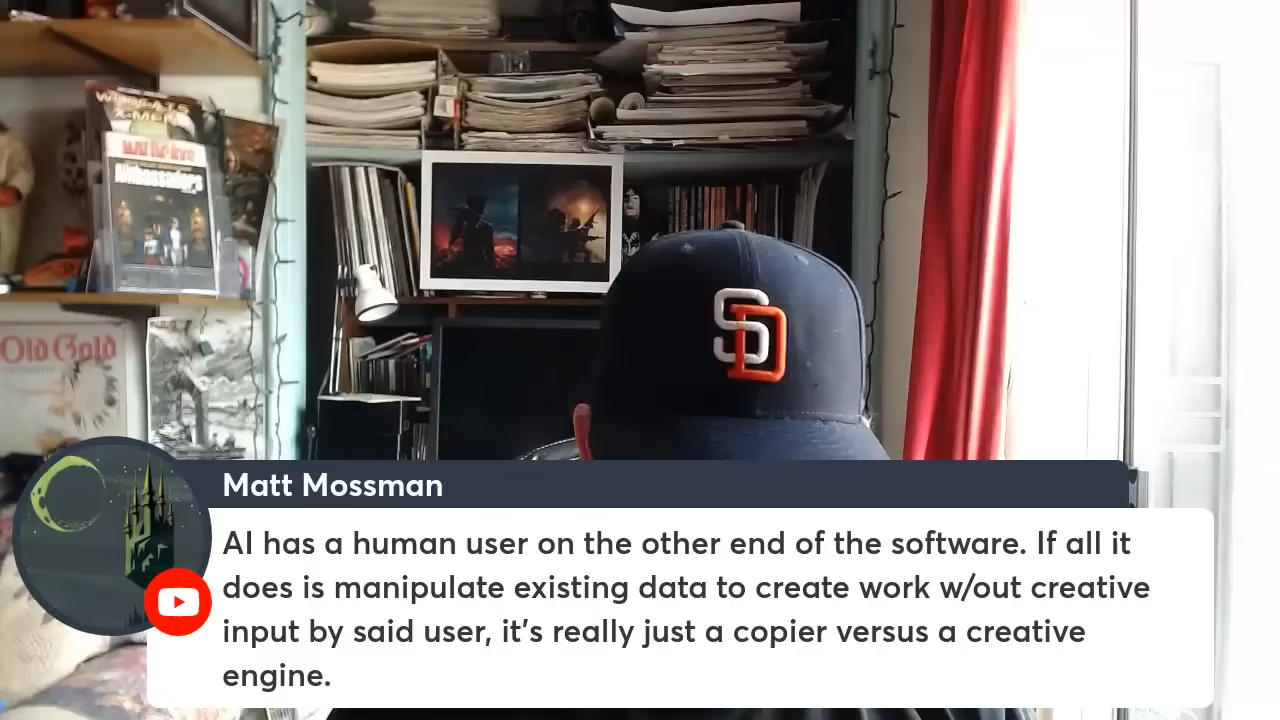 WILDCATS
X-MEN
Ambassadors
Old Gold
SD
Matt Mossman
AI has a human user on the other end of the software. If all it
does is manipulate existing data to create work w/out creative
input by said user, it's really just a copier versus a creative
engine.